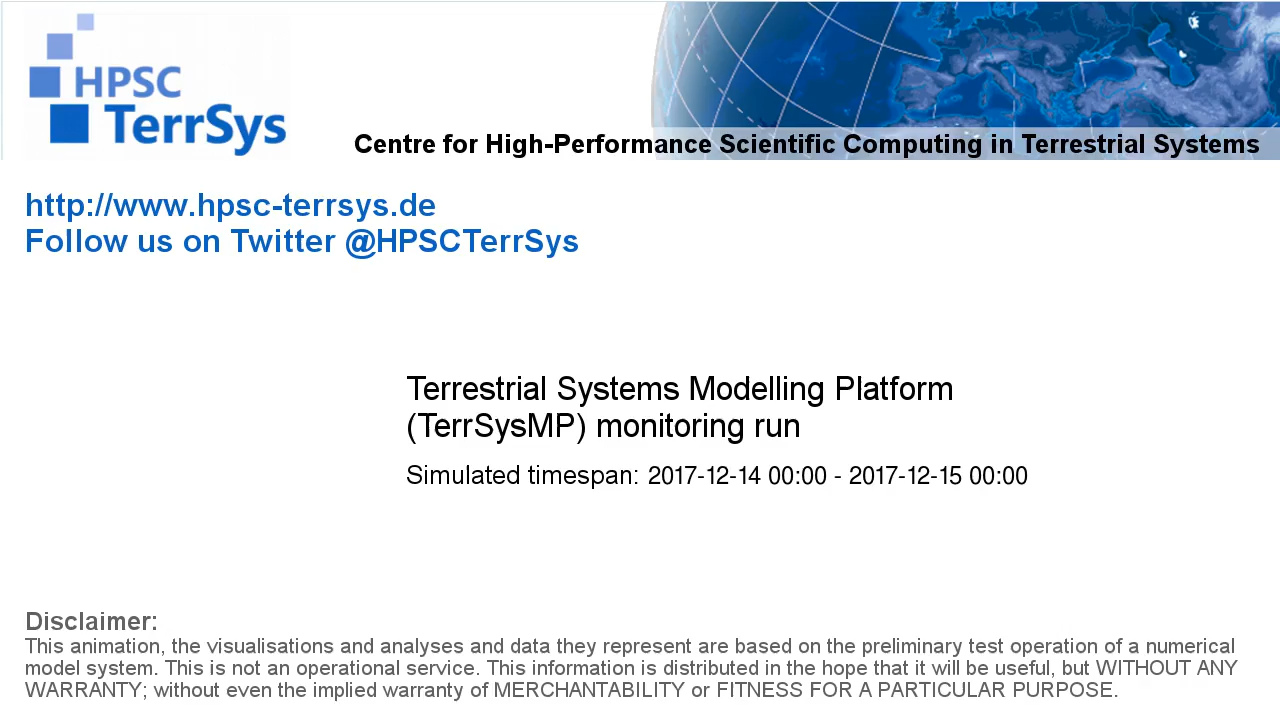 HPSC
TerrSys
Centre for High-Performance Scientific Computing in Terrestrial Systems
http://www.hpsc-terrsys.de
Follow us on Twitter @HPSCTerrSys
Terrestrial Systems Modelling Platform
(TerrSysMP) monitoring run
Simulated timespan: 2017-12-14 00:00 - 2017-12-15 00:00
Disclaimer:
This animation, the visualisations and analyses and data they represent are based on the preliminary test operation of a numerical
model system. This is not an operational service. This information is distributed in the hope that it will be useful, but WITHOUT ANY
WARRANTY; without even the implied warranty of MERCHANTABILITY or FITNESS FOR A PARTICULAR PURPOSE.